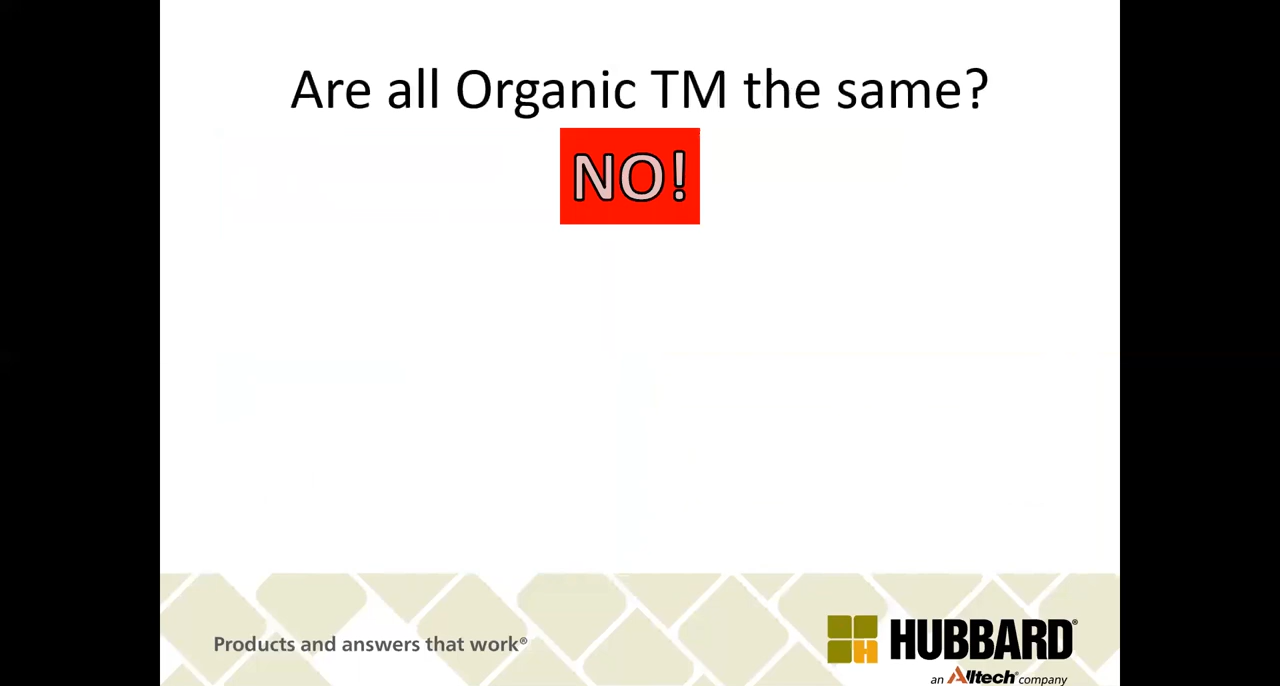 Are all Organic TM the same?
NO!
Products and answers that work®
HUBBARD®
an Alltech® company